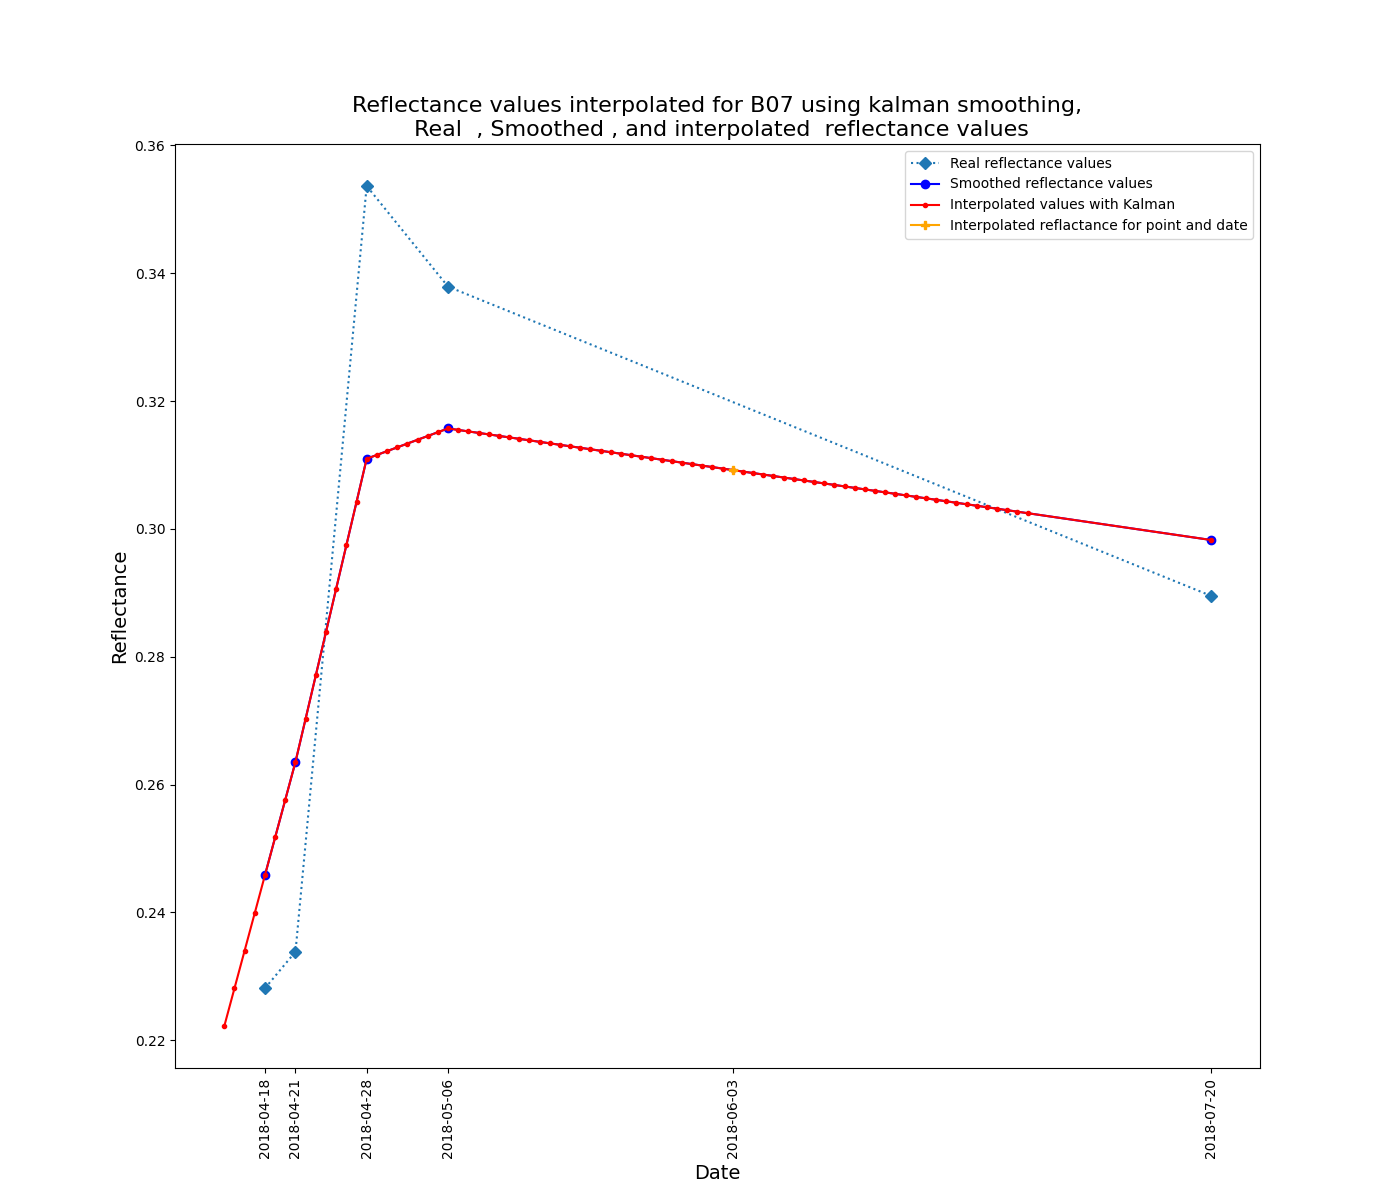 Reflectance values interpolated for B07 using kalman smoothing,
Real  , Smoothed , and interpolated  reflectance values
0.36
0.34
0.32
0.30
0.28
0.26
0.24
0.22
Reflectance
Real reflectance values
Smoothed reflectance values
Interpolated values with Kalman
Interpolated reflactance for point and date
2018-04-18
2018-04-21
2018-04-28
2018-05-06
2018-06-03
2018-07-20
Date